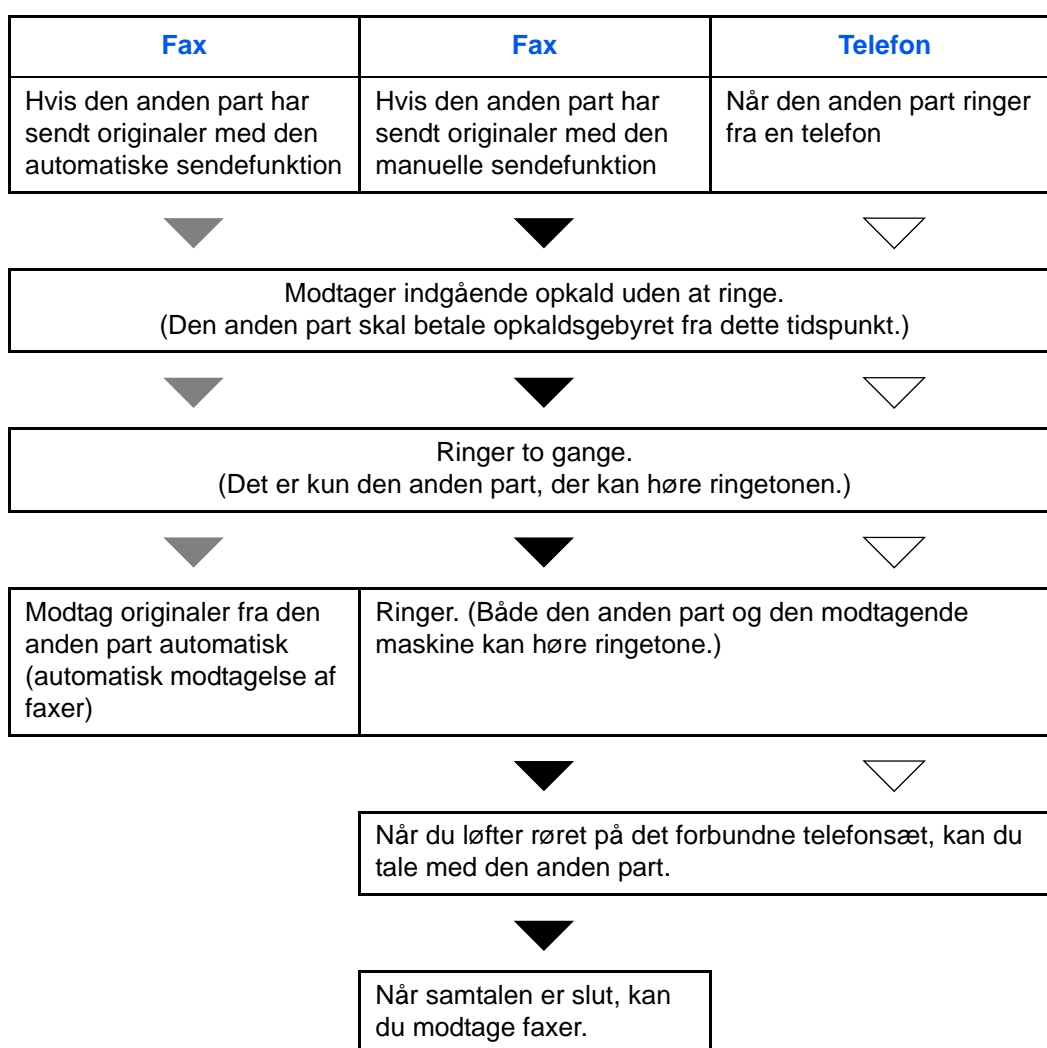 Fax
Fax
Telefon
Hvis den anden part har
sendt originaler med den
automatiske sendefunktion
Hvis den anden part har
sendt originaler med den
manuelle sendefunktion
Når den anden part ringer
fra en telefon
Modtager indgående opkald uden at ringe.
(Den anden part skal betale opkaldsgebyret fra dette tidspunkt.)
Ringer to gange.
(Det er kun den anden part, der kan høre ringetonen.)
Modtag originaler fra den
anden part automatisk
(automatisk modtagelse af
faxer)
Ringer. (Både den anden part og den modtagende
maskine kan høre ringetone.)
Når du løfter røret på det forbundne telefonsæt, kan du
tale med den anden part.
Når samtalen er slut, kan
du modtage faxer.